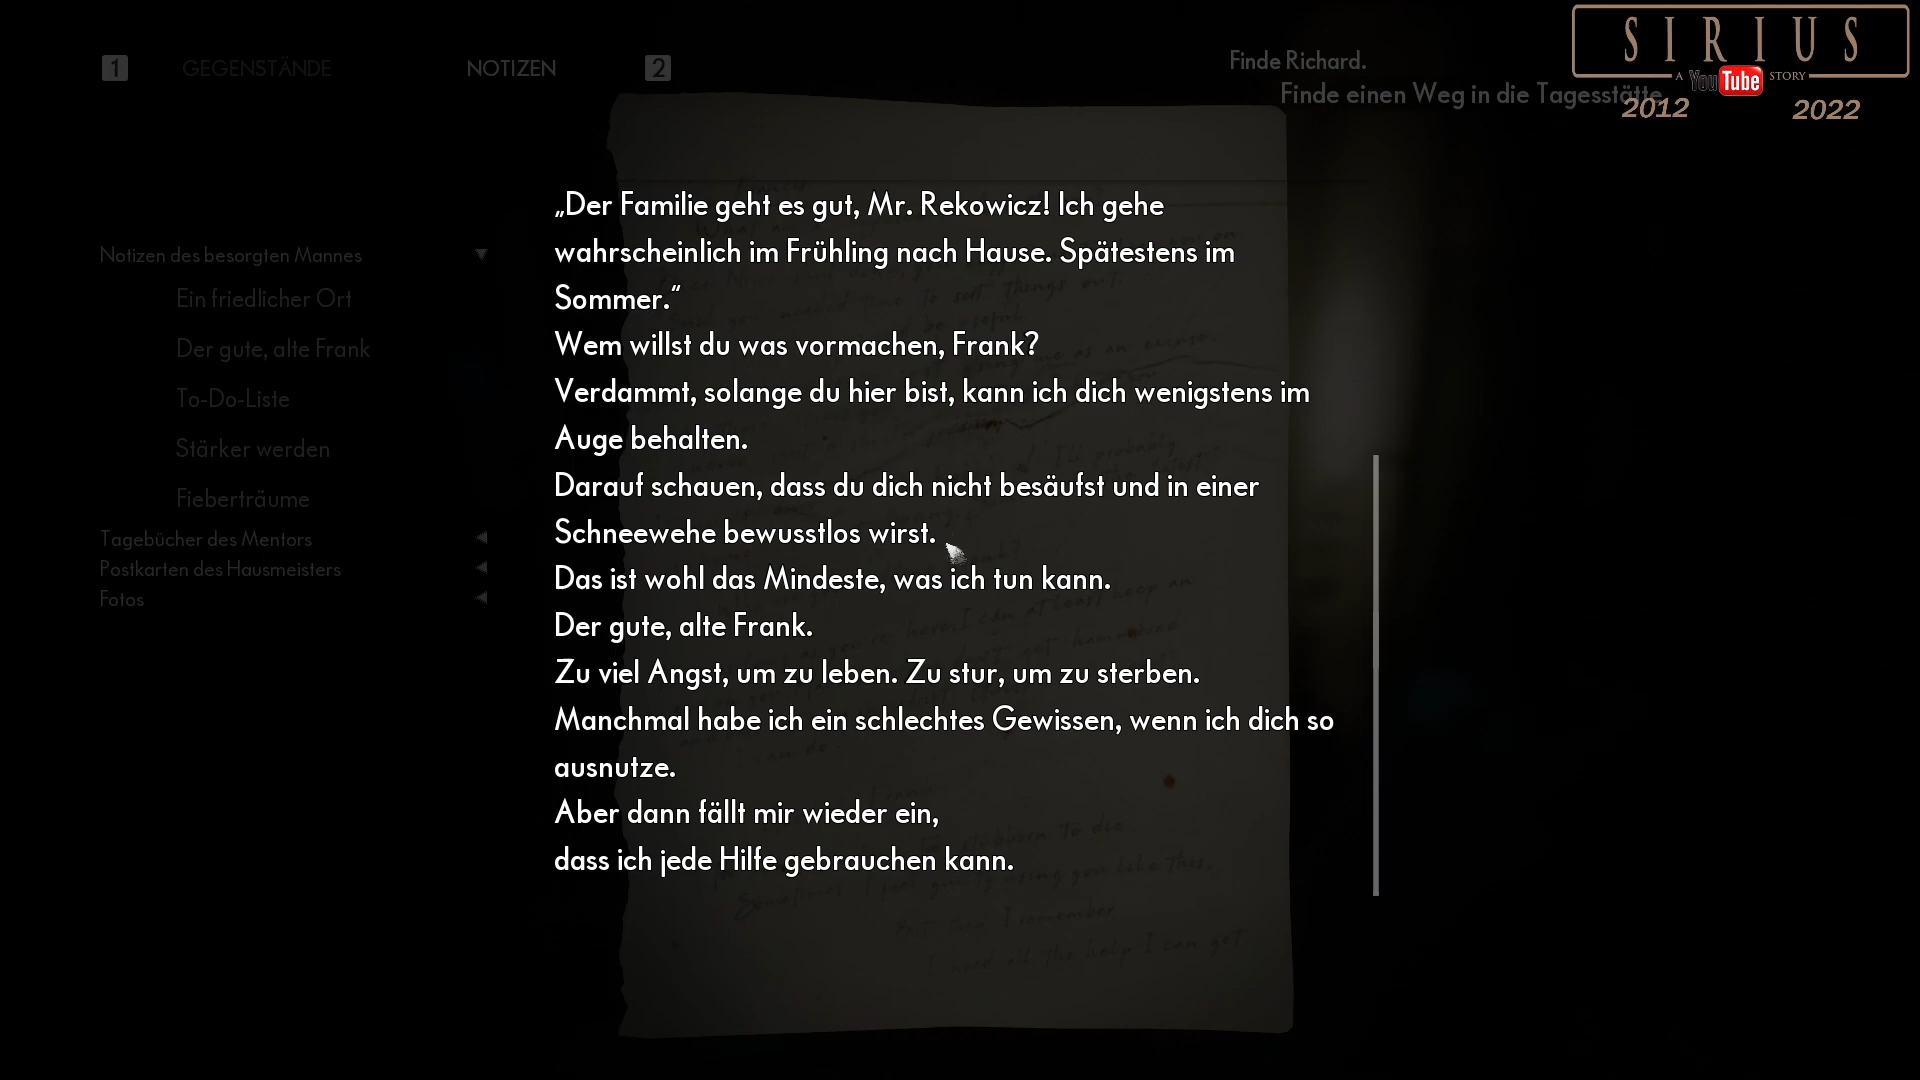 SIRIUS
A YouTube STORY
2012 2022
1 GEGENSTÄNDE NOTIZEN 2
Finde Richard.
Finde einen Weg in die Tagesstätte
Notizen des besorgten Mannes
Ein friedlicher Ort
Der gute, alte Frank
To-Do-Liste
Stärker werden
Fieberträume
Tagebücher des Mentors
Postkarten des Hausmeisters
Fotos
„Der Familie geht es gut, Mr. Rekowicz! Ich gehe
wahrscheinlich im Frühling nach Hause. Spätestens im
Sommer.“
Wem willst du was vormachen, Frank?
Verdammt, solange du hier bist, kann ich dich wenigstens im
Auge behalten.
Darauf schauen, dass du dich nicht besäufst und in einer
Schneewehe bewusstlos wirst.
Das ist wohl das Mindeste, was ich tun kann.
Der gute, alte Frank.
Zu viel Angst, um zu leben. Zu stur, um zu sterben.
Manchmal habe ich ein schlechtes Gewissen, wenn ich dich so
ausnutze.
Aber dann fällt mir wieder ein,
dass ich jede Hilfe gebrauchen kann.